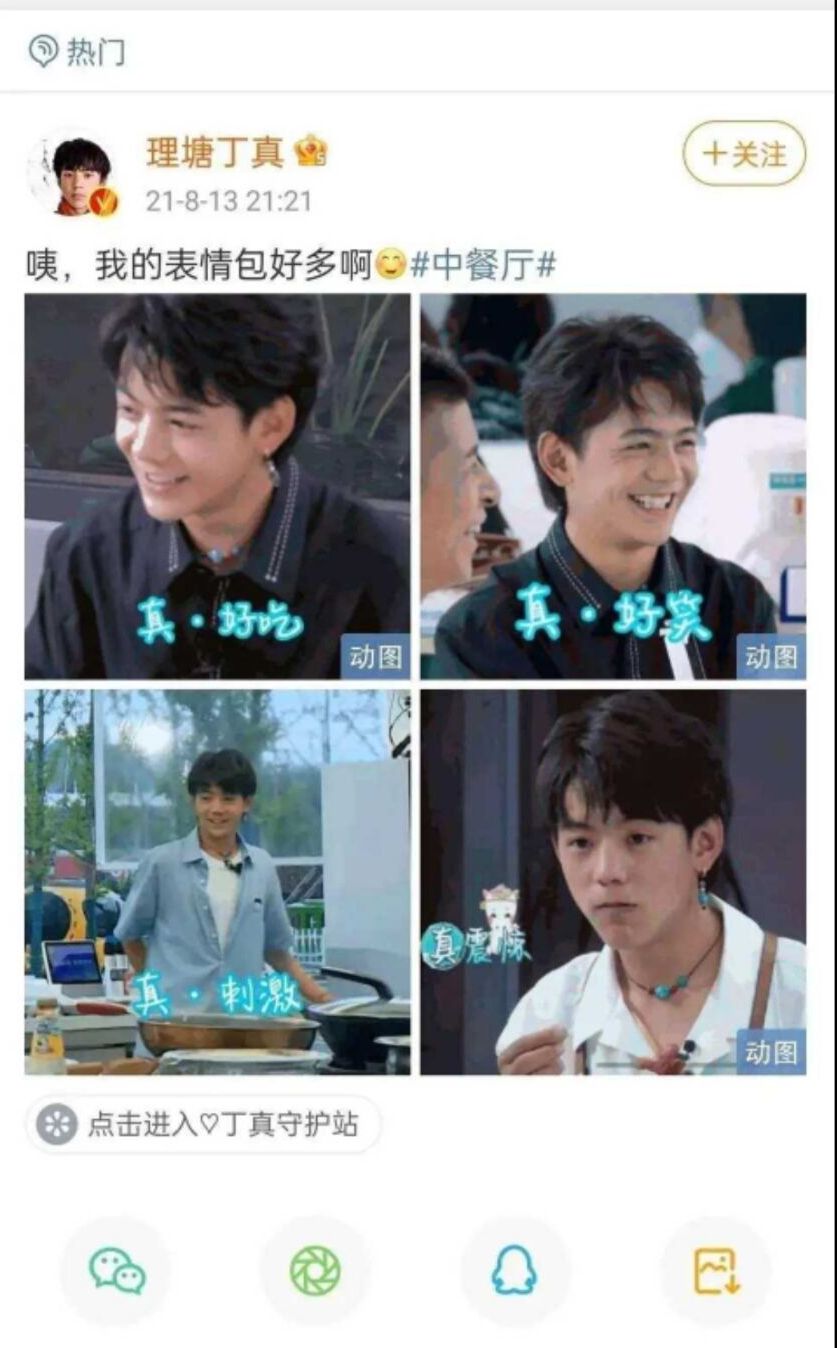 热门
理塘丁真
+关注
21-8-13 21:21
咦，我的表情包好多啊😊#中餐厅#
真·好吃
动图
真·好笑
动图
真·刺激
真震惊
动图
点击进入♡丁真守护站